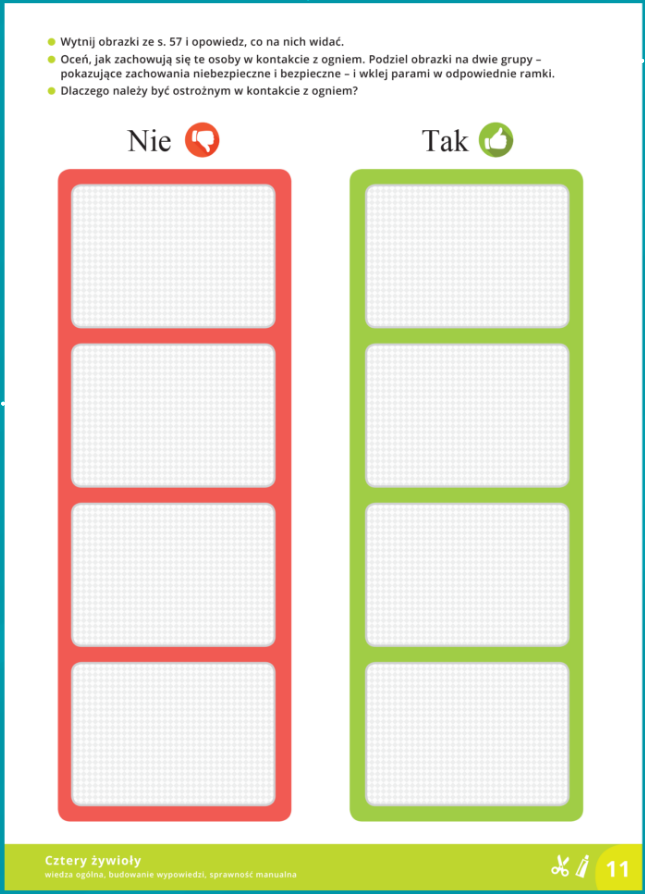 Wytnij obrazki ze s. 57 i opowiedz, co na nich widać.
Oceń, jak zachowują się te osoby w kontakcie z ogniem. Podziel obrazki na dwie grupy –
pokazujące zachowania niebezpieczne i bezpieczne – i wklej parami w odpowiednie ramki.
Dlaczego należy być ostrożnym w kontakcie z ogniem?
Nie Tak
Cztery żywioły
wiedza ogólna, budowanie wypowiedzi, sprawność manualna
11